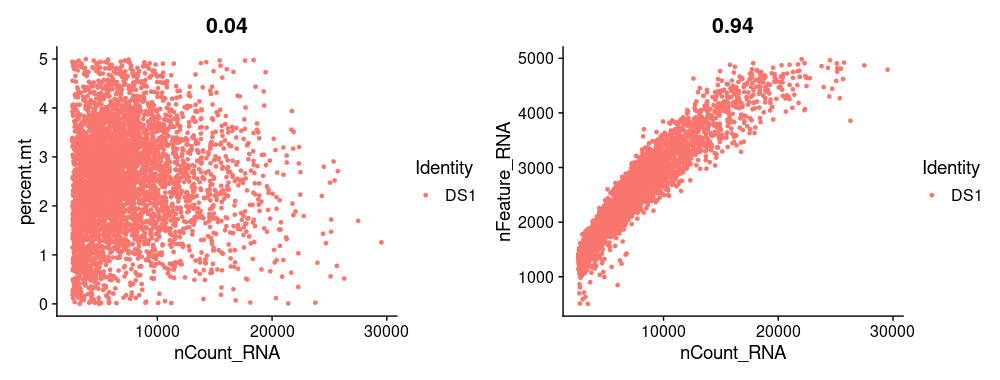 0.04
percent.mt
5
4
3
2
1
0
10000 20000 30000
nCount_RNA
Identity
DS1
0.94
nFeature_RNA
5000
4000
3000
2000
1000
10000 20000 30000
nCount_RNA
Identity
DS1